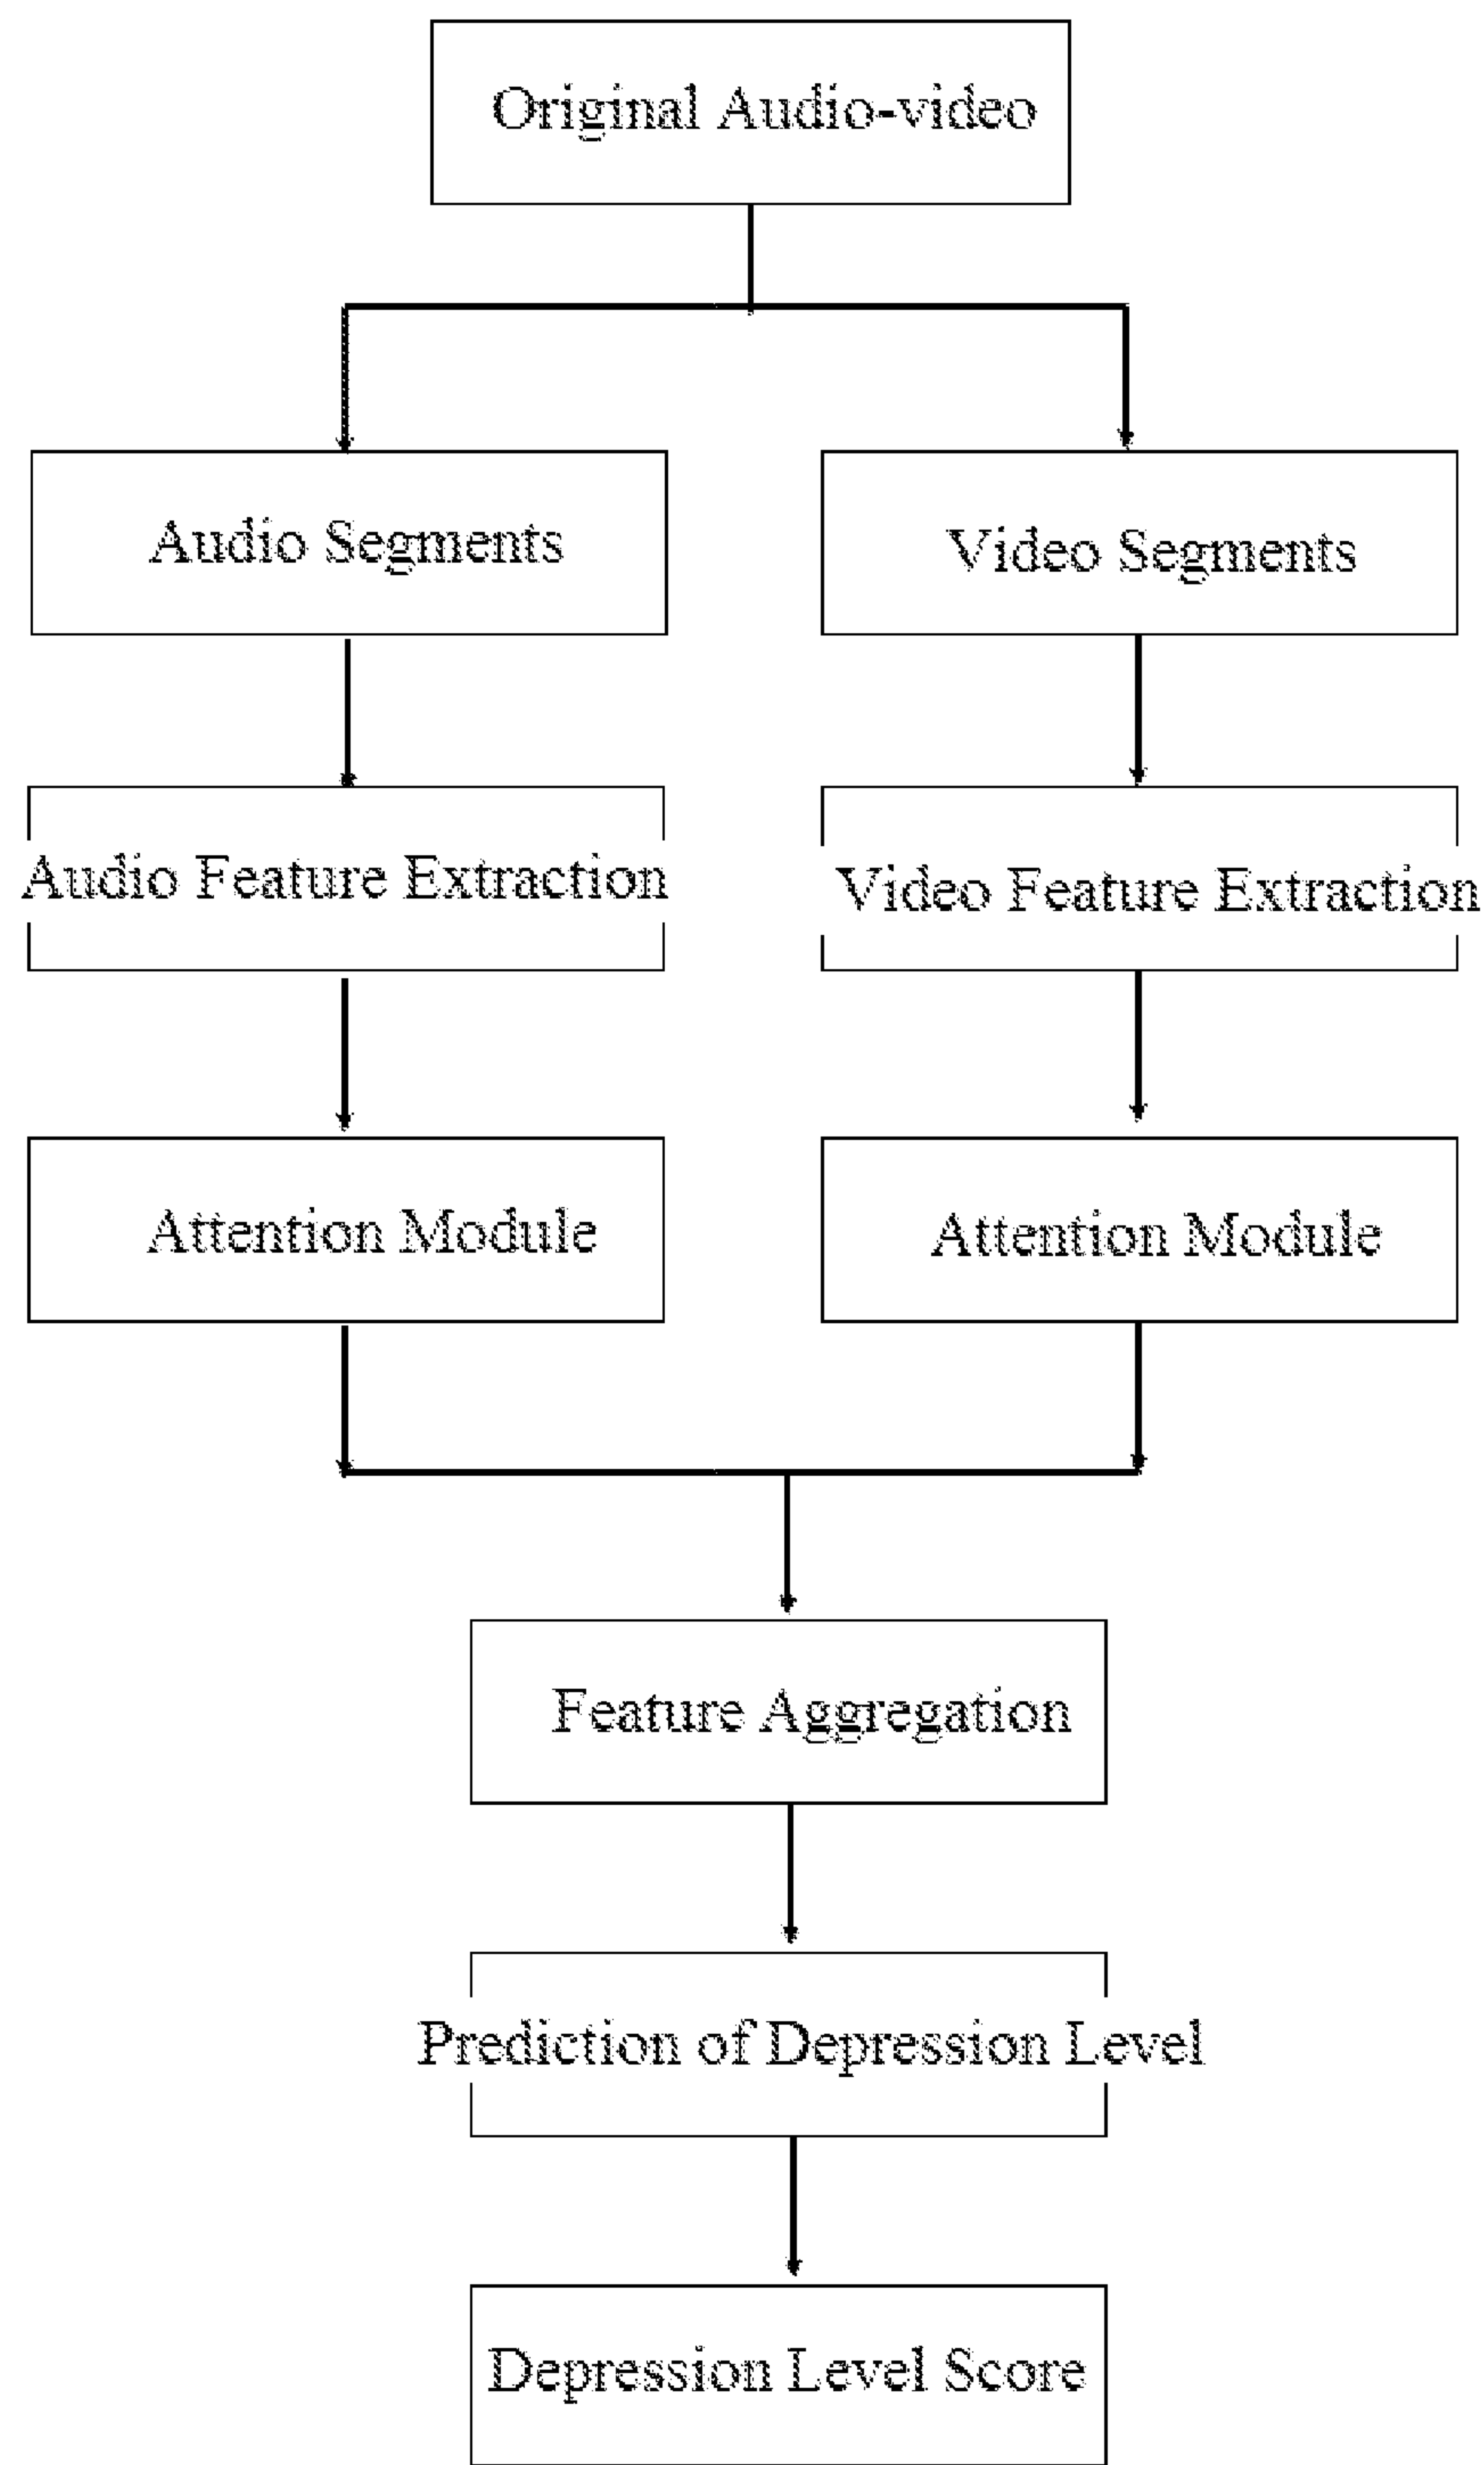 Original Audio-video
Audio Segments
Video Segments
Audio Feature Extraction
Video Feature Extraction
Attention Module
Attention Module
Feature Aggregation
Prediction of Depression Level
Depression Level Score